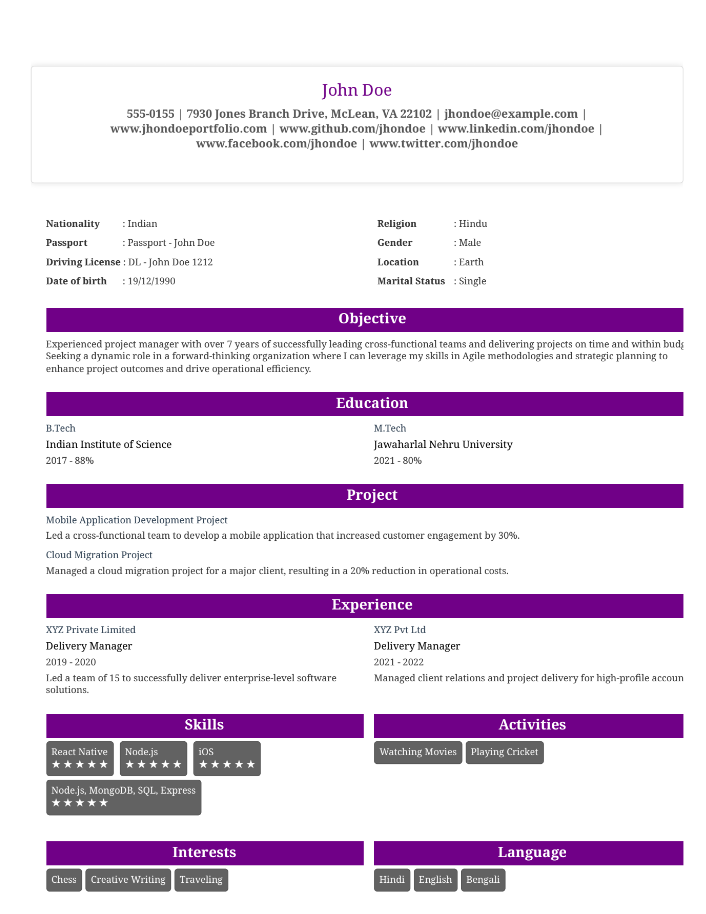 John Doe
555-0155 | 7930 Jones Branch Drive, McLean, VA 22102 | jhondoe@example.com |
www.jhondoeportfolio.com | www.github.com/jhondoe | www.linkedin.com/jhondoe |
www.facebook.com/jhondoe | www.twitter.com/jhondoe
Nationality : Indian
Passport : Passport - John Doe
Driving License : DL - John Doe 1212
Date of birth : 19/12/1990
Religion : Hindu
Gender : Male
Location : Earth
Marital Status : Single
Objective
Experienced project manager with over 7 years of successfully leading cross-functional teams and delivering projects on time and within
Seeking a dynamic role in a forward-thinking organization where I can leverage my skills in Agile methodologies and strategic planning to
enhance project outcomes and drive operational efficiency.
Education
B.Tech
Indian Institute of Science
2017 - 88%
M.Tech
Jawaharlal Nehru University
2021 - 80%
Project
Mobile Application Development Project
Led a cross-functional team to develop a mobile application that increased customer engagement by 30%.
Cloud Migration Project
Managed a cloud migration project for a major client, resulting in a 20% reduction in operational costs.
Experience
XYZ Private Limited
Delivery Manager
2019 - 2020
Led a team of 15 to successfully deliver enterprise-level software
solutions.
XYZ Pvt Ltd
Delivery Manager
2021 - 2022
Managed client relations and project delivery for high-profile accoun
Skills
React Native
★★★★★
Node.js
★★★★★
iOS
★★★★★
Node.js, MongoDB, SQL, Express
★★★★★
Activities
Watching Movies
Playing Cricket
Interests
Chess
Creative Writing
Traveling
Language
Hindi
English
Bengali